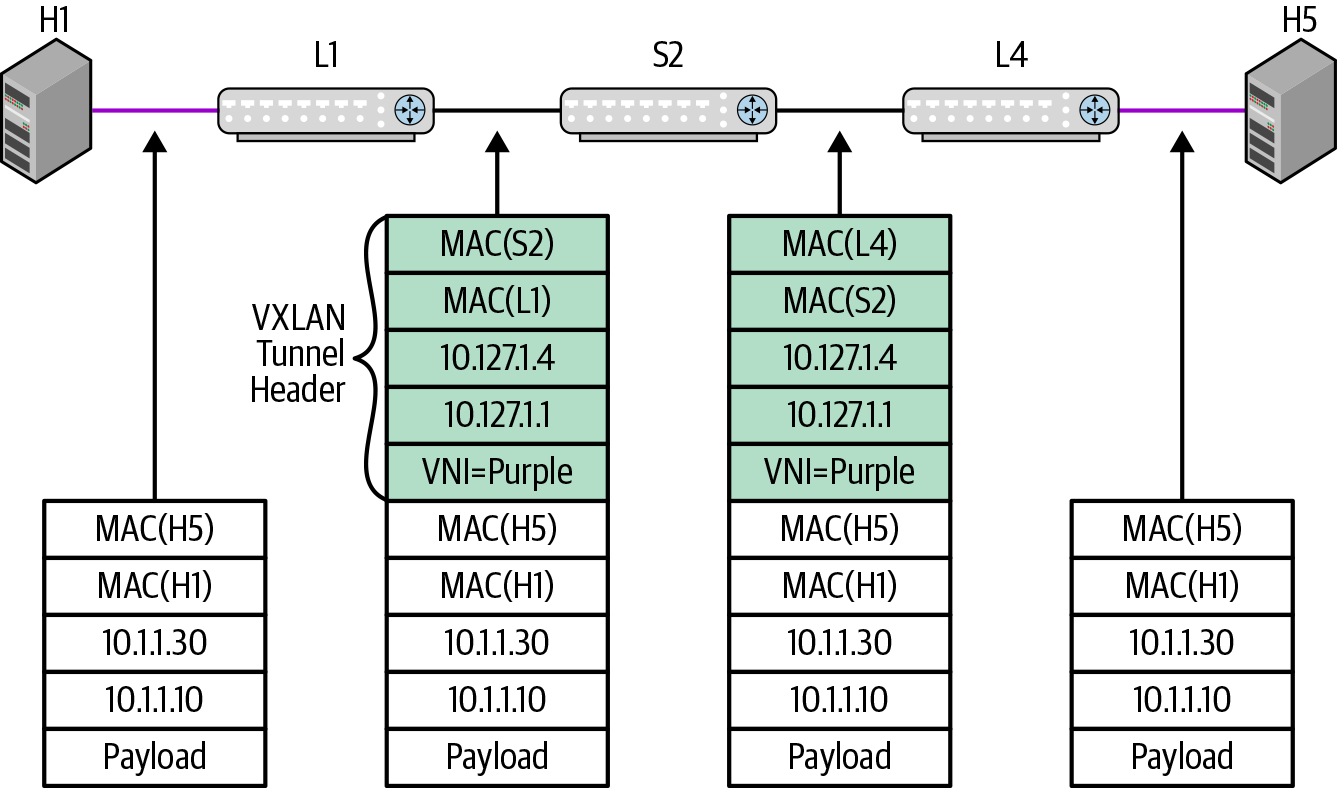 H1
L1
S2
L4
H5
VXLAN
Tunnel
Header
MAC(H5)
MAC(H1)
10.1.1.30
10.1.1.10
Payload
MAC(S2)
MAC(L1)
10.127.1.4
10.127.1.1
VNI=Purple
MAC(H5)
MAC(H1)
10.1.1.30
10.1.1.10
Payload
MAC(L4)
MAC(S2)
10.127.1.4
10.127.1.1
VNI=Purple
MAC(H5)
MAC(H1)
10.1.1.30
10.1.1.10
Payload
MAC(H5)
MAC(H1)
10.1.1.30
10.1.1.10
Payload